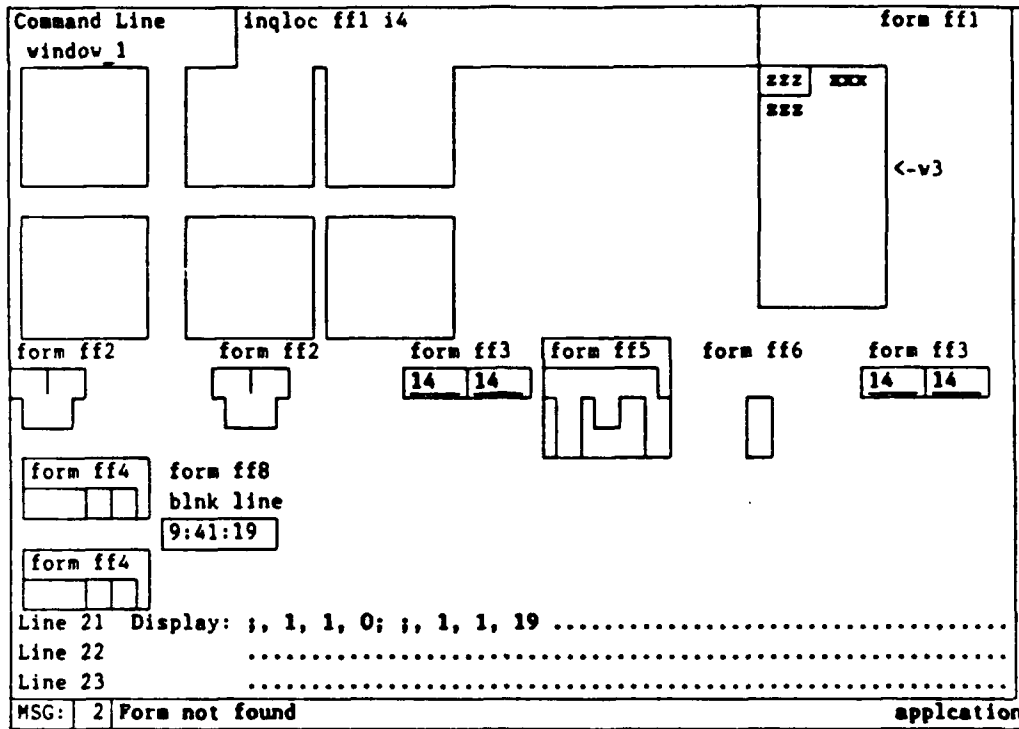 Command Line inqloc ff1 i4 form ff1
window_1
zzz xxx
zzz
<-w3
form ff2 form ff2 form ff3 form ff5 form ff6 form ff3
14 14 14 14
form ff4 form ff8
blnk line
9:41:19
form ff4
Line 21 Display: ;, 1, 1, 0; ;, 1, 1, 19 ................................
Line 22 ................................
Line 23 ................................
MSG: 2 Form not found applcation